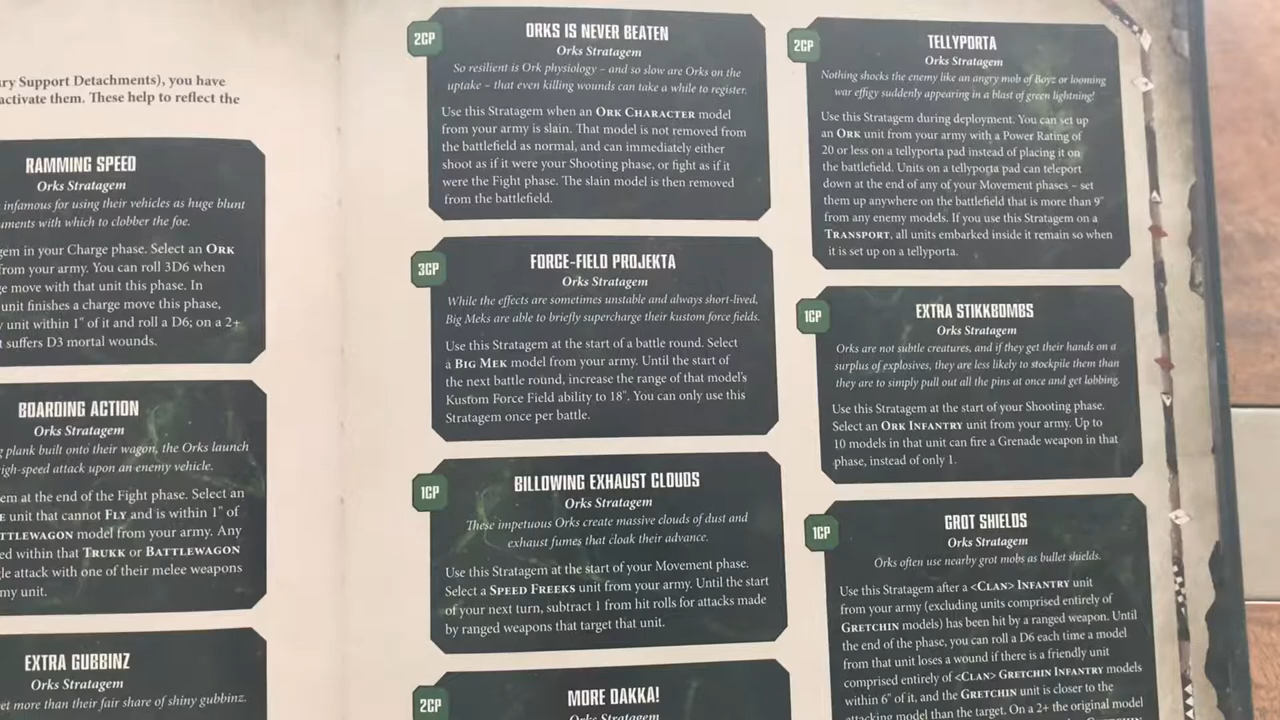 ary Support Detachments), you have
activate them. These help to reflect the
RAMMING SPEED
Orks Stratagem
infamous for using their vehicles as huge blunt
uments with which to clobber the foe.
gem in your Charge phase. Select an ORK
from your army. You can roll 3D6 when
e move with that unit this phase. In
unit finishes a charge move this phase,
y unit within 1" of it and roll a D6; on a 2+
t suffers D3 mortal wounds.
BOARDING ACTION
Orks Stratagem
g plank built onto their wagon, the Orks launch
igh-speed attack upon an enemy vehicle.
em at the end of the Fight phase. Select an
E unit that cannot FLY and is within 1" of
TTLEWAGON model from your army. Any
ed within that TRUKK or BATTLEWAGON
gle attack with one of their melee weapons
my unit.
EXTRA GUBBINZ
Orks Stratagem
et more than their fair share of shiny gubbinz.
2CP
ORKS IS NEVER BEATEN
Orks Stratagem
So resilient is Ork physiology – and so slow are Orks on the
uptake – that even killing wounds can take a while to register.
Use this Stratagem when an ORK CHARACTER model
from your army is slain. That model is not removed from
the battlefield as normal, and can immediately either
shoot as if it were your Shooting phase, or fight as if it
were the Fight phase. The slain model is then removed
from the battlefield.
3CP
FORCE-FIELD PROJEKTA
Orks Stratagem
While the effects are sometimes unstable and always short-lived,
Big Meks are able to briefly supercharge their kustom force fields.
Use this Stratagem at the start of a battle round. Select
a BIG MEK model from your army. Until the start of
the next battle round, increase the range of that model's
Kustom Force Field ability to 18". You can only use this
Stratagem once per battle.
1CP
BILLOWING EXHAUST CLOUDS
Orks Stratagem
These impetuous Orks create massive clouds of dust and
exhaust fumes that cloak their advance.
Use this Stratagem at the start of your Movement phase.
Select a SPEED FREEKS unit from your army. Until the start
of your next turn, subtract 1 from hit rolls for attacks made
by ranged weapons that target that unit.
2CP
MORE DAKKA!
Orks Stratagem
2CP
TELLYPORTA
Orks Stratagem
Nothing shocks the enemy like an angry mob of Boyz or looming
war effigy suddenly appearing in a blast of green lightning!
Use this Stratagem during deployment. You can set up
an ORK unit from your army with a Power Rating of
20 or less on a tellyporta pad instead of placing it on
the battlefield. Units on a tellyporta pad can teleport
down at the end of any of your Movement phases – set
them up anywhere on the battlefield that is more than 9"
from any enemy models. If you use this Stratagem on a
TRANSPORT, all units embarked inside it remain so when
it is set up on a tellyporta.
1CP
EXTRA STIKKBOMBS
Orks Stratagem
Orks are not subtle creatures, and if they get their hands on a
surplus of explosives, they are less likely to stockpile them than
they are to simply pull out all the pins at once and get lobbing.
Use this Stratagem at the start of your Shooting phase.
Select an ORK INFANTRY unit from your army. Up to
10 models in that unit can fire a Grenade weapon in that
phase, instead of only 1.
1CP
GROT SHIELDS
Orks Stratagem
Orks often use nearby grot mobs as bullet shields.
Use this Stratagem after a <CLAN> INFANTRY unit
from your army (excluding units comprised entirely of
GRETCHIN models) has been hit by a ranged weapon. Until
the end of the phase, you can roll a D6 each time a model
from that unit loses a wound if there is a friendly unit
comprised entirely of <CLAN> GRETCHIN INFANTRY models
within 6" of it, and the GRETCHIN unit is closer to the
attacking model than the target. On a 2+ the original model